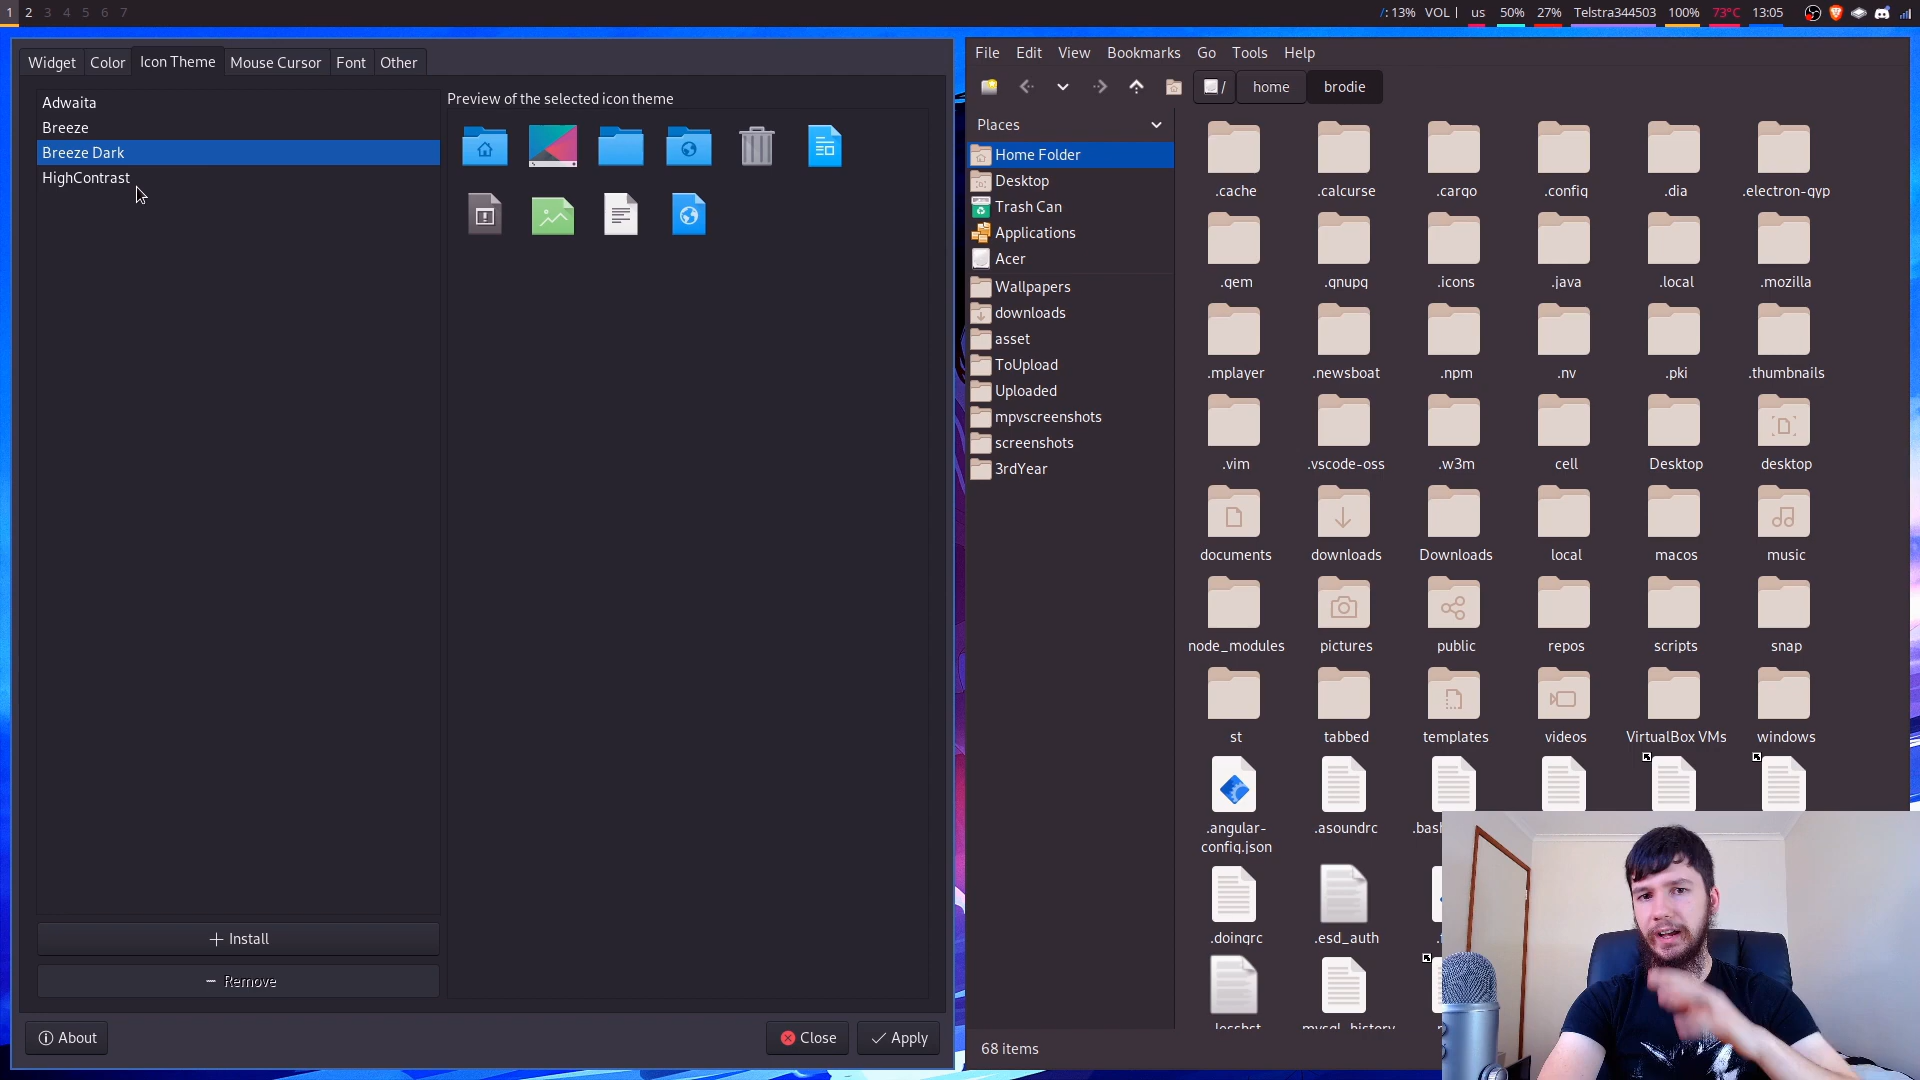 1 2 3 4 5 6 7
/: 13% VOL | us 50% 27% Telstra344503 100% 73°C 13:05
Widget Color Icon Theme Mouse Cursor Font Other
Adwaita
Breeze
Breeze Dark
HighContrast
Preview of the selected icon theme
Install
Remove
About
Close
Apply
File Edit View Bookmarks Go Tools Help
/ home brodie
Places
Home Folder
Desktop
Trash Can
Applications
Acer
Wallpapers
downloads
asset
ToUpload
Uploaded
mpvscreenshots
screenshots
3rdYear
.cache .calcurse .cargo .config .dia .electron-gyp
.gem .gnupg .icons .java .local .mozilla
.mplayer .newsboat .npm .nv .pki .thumbnails
.vim .vscode-oss .w3m cell Desktop desktop
documents downloads Downloads local macos music
node_modules pictures public repos scripts snap
st tabbed templates videos VirtualBox VMs windows
.angular-
config.json
.asoundrc
.bas
.doingrc .esd_auth
.lesshst .mysql_history
68 items